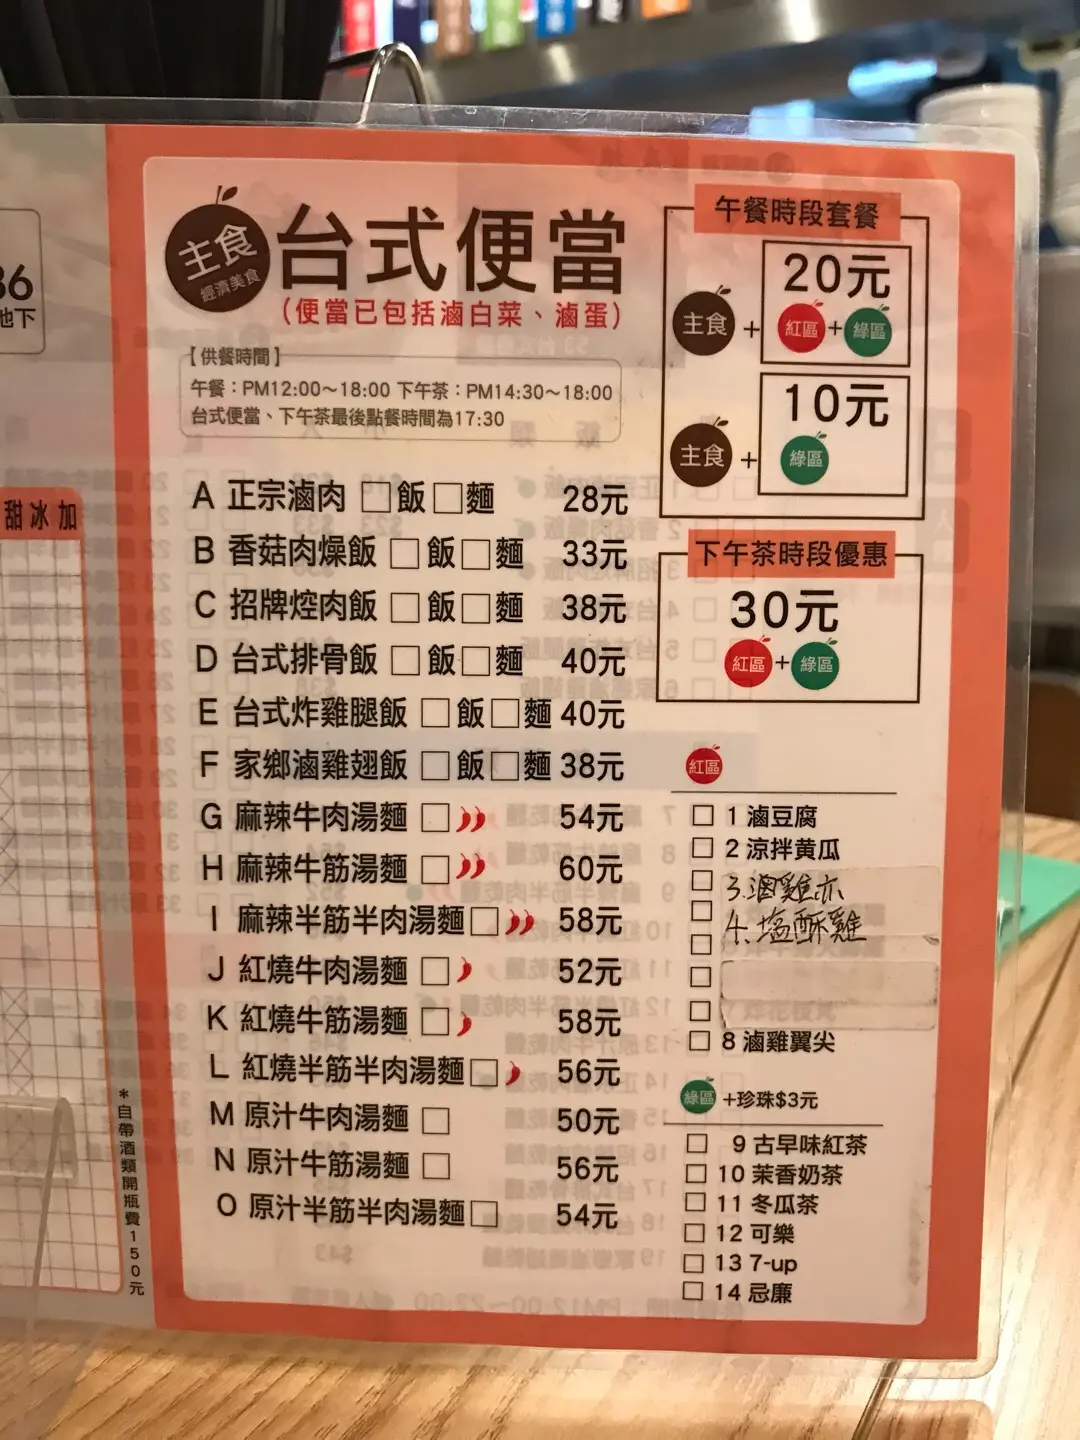 36
地下
甜冰加
*自帶酒類開瓶費150元
主食
經濟美食
台式便當
(便當已包括滷白菜、滷蛋)
【供餐時間】
午餐：PM12:00～18:00 下午茶：PM14:30～18:00
台式便當、下午茶最後點餐時間為17:30
A 正宗滷肉 □飯□麵 28元
B 香菇肉燥飯 □飯□麵 33元
C 招牌焢肉飯 □飯□麵 38元
D 台式排骨飯 □飯□麵 40元
E 台式炸雞腿飯 □飯□麵 40元
F 家鄉滷雞翅飯 □飯□麵 38元
G 麻辣牛肉湯麵 □ 54元
H 麻辣牛筋湯麵 □ 60元
I 麻辣半筋半肉湯麵□ 58元
J 紅燒牛肉湯麵 □ 52元
K 紅燒牛筋湯麵 □ 58元
L 紅燒半筋半肉湯麵□ 56元
M 原汁牛肉湯麵 □ 50元
N 原汁牛筋湯麵 □ 56元
O 原汁半筋半肉湯麵□ 54元
午餐時段套餐
20元
主食 + 紅區 + 綠區
10元
主食 + 綠區
下午茶時段優惠
30元
紅區 + 綠區
紅區
□ 1 滷豆腐
□ 2 涼拌黄瓜
□ 3.滷雞亦
□ 4.塩酥雞
□ 8 滷雞翼尖
綠區 +珍珠$3元
□ 9 古早味紅茶
□ 10 茉香奶茶
□ 11 冬瓜茶
□ 12 可樂
□ 13 7-up
□ 14 忌廉